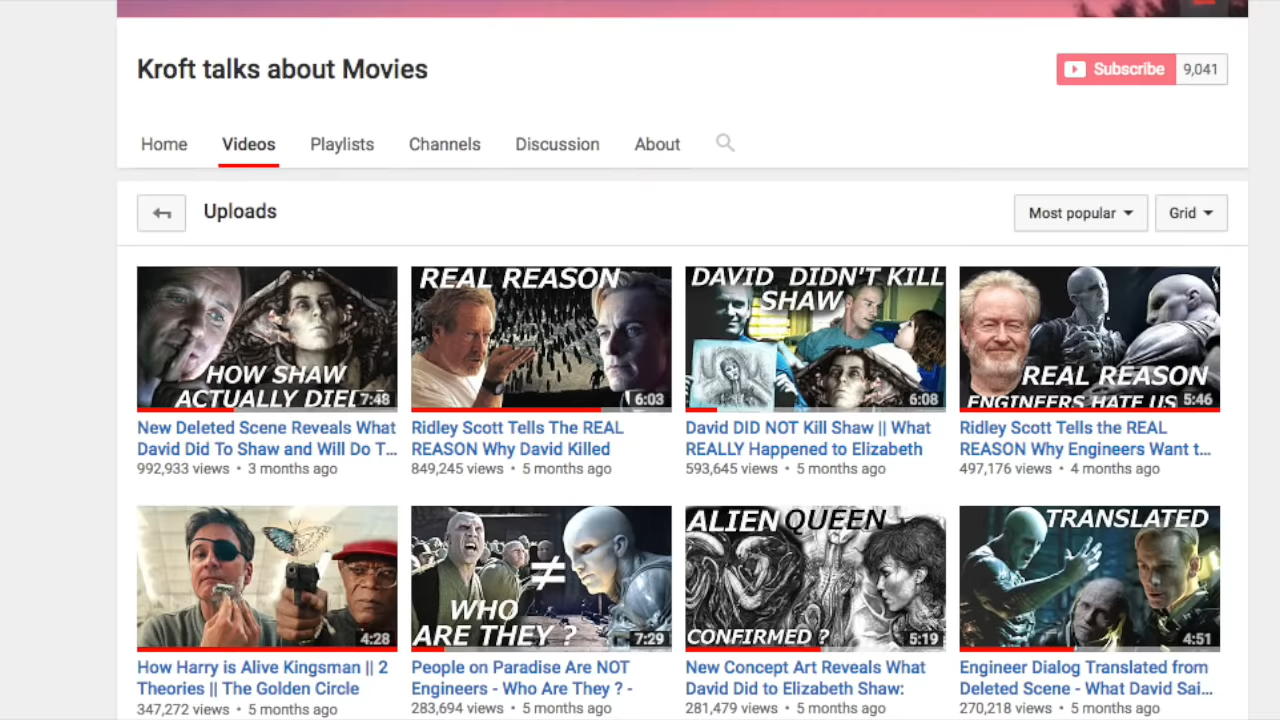 Kroft talks about Movies
Subscribe 9,041
Home Videos Playlists Channels Discussion About
Uploads
Most popular Grid
HOW SHAW
ACTUALLY DIED
7:48
New Deleted Scene Reveals What
David Did To Shaw and Will Do T...
992,933 views • 3 months ago
REAL REASON
6:03
Ridley Scott Tells The REAL
REASON Why David Killed
849,245 views • 5 months ago
DAVID DIDN'T KILL
SHAW
6:08
David DID NOT Kill Shaw || What
REALLY Happened to Elizabeth
593,645 views • 5 months ago
REAL REASON
ENGINEERS HATE US
5:46
Ridley Scott Tells the REAL
REASON Why Engineers Want t...
497,176 views • 4 months ago
4:28
How Harry is Alive Kingsman || 2
Theories || The Golden Circle
347,272 views • 5 months ago
≠
WHO
ARE THEY ?
7:29
People on Paradise Are NOT
Engineers - Who Are They ? -
283,694 views • 5 months ago
ALIEN QUEEN
CONFIRMED ?
5:19
New Concept Art Reveals What
David Did to Elizabeth Shaw:
281,479 views • 5 months ago
TRANSLATED
4:51
Engineer Dialog Translated from
Deleted Scene - What David Sai...
270,218 views • 5 months ago